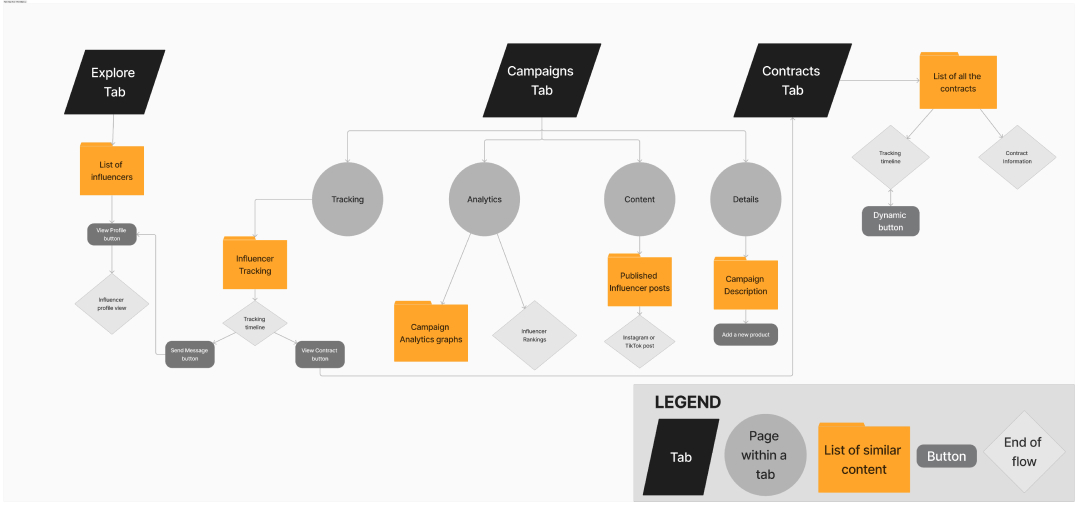 Explore
Tab
Campaigns
Tab
Contracts
Tab
List of all the
contracts
List of
influencers
Tracking
timeline
Contract
information
Tracking
Analytics
Content
Details
View Profile
button
Dynamic
button
Influencer
Tracking
Published
Influencer posts
Campaign
Description
Influencer
profile view
Tracking
timeline
Campaign
Analytics graphs
Influencer
Rankings
Instagram or
TikTok post
Add a new product
Send Message
button
View Contract
button
LEGEND
Tab
Page
within a
tab
List of similar
content
Button
End of
flow